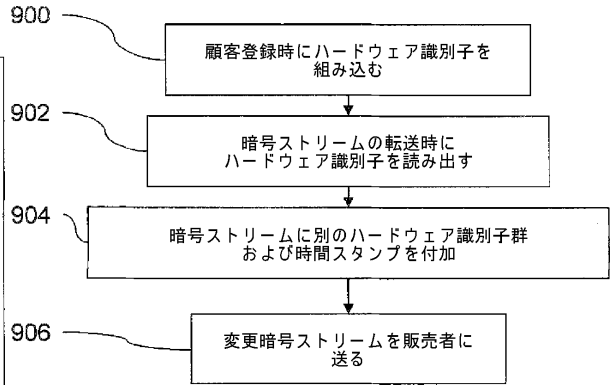 900
顧客登録時にハードウェア識別子を
組み込む
902
暗号ストリームの転送時に
ハードウェア識別子を読み出す
904
暗号ストリームに別のハードウェア識別子群
および時間スタンプを付加
906
変更暗号ストリームを販売者に
送る